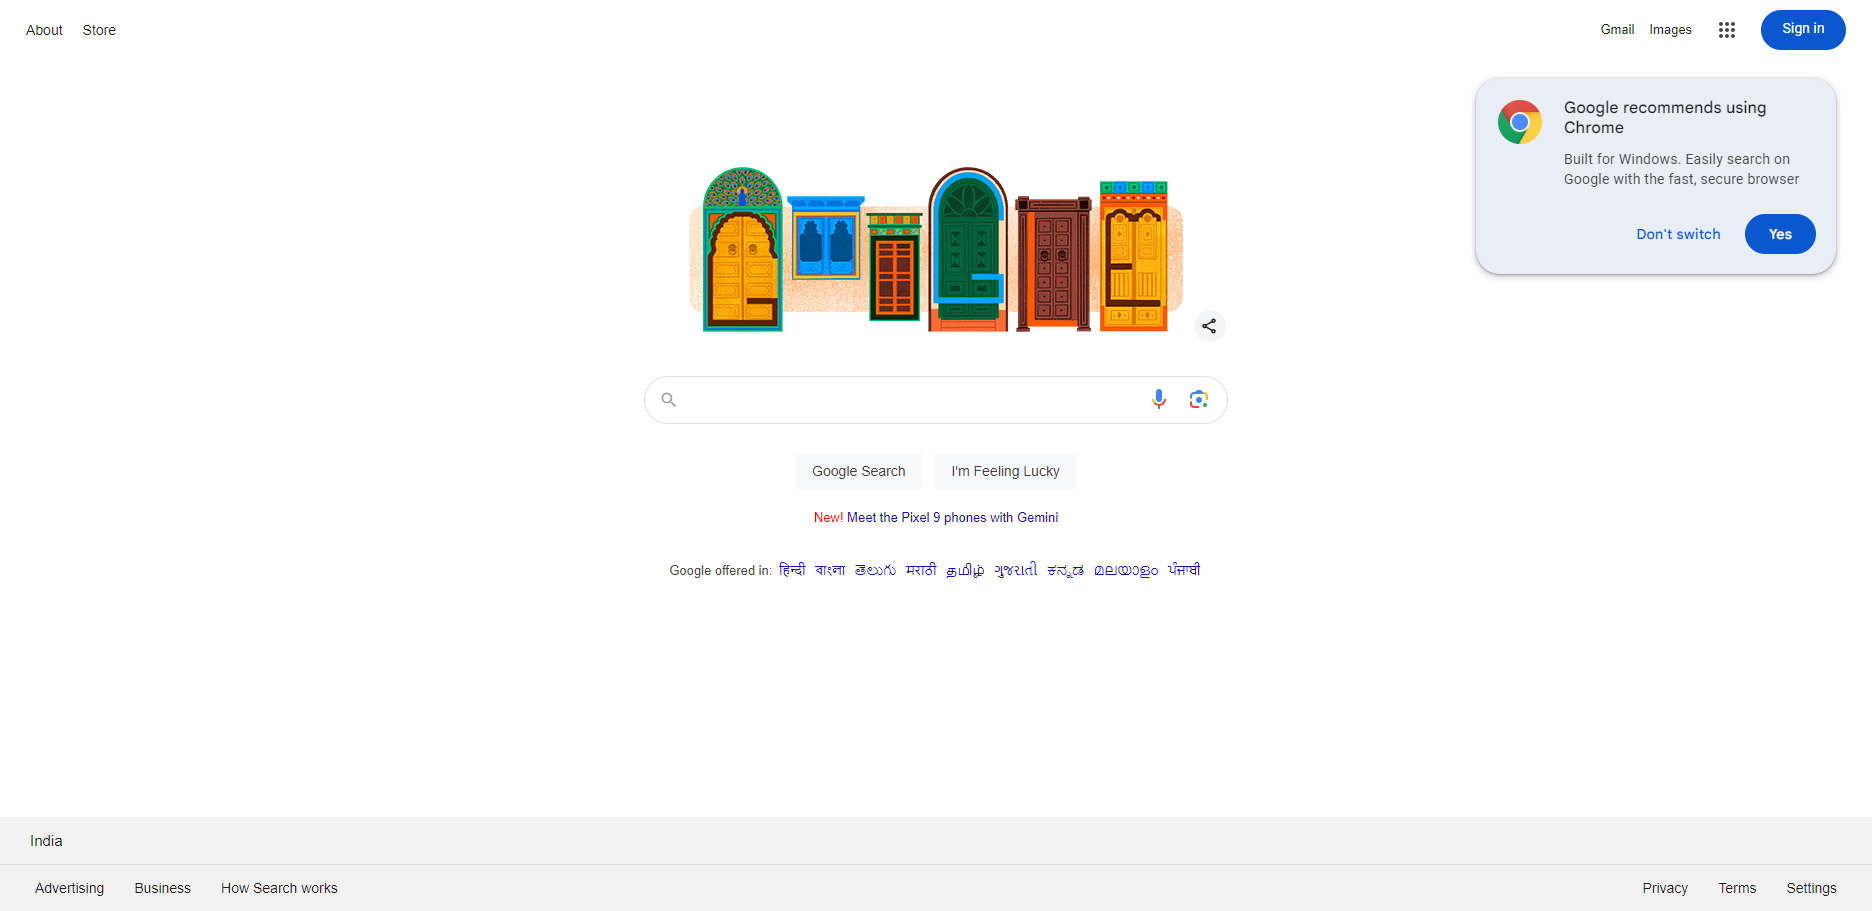 About Store
Gmail Images Sign in
Google recommends using
Chrome
Built for Windows. Easily search on
Google with the fast, secure browser
Don't switch Yes
Google Search I'm Feeling Lucky
New! Meet the Pixel 9 phones with Gemini
Google offered in: हिन्दी বাংলা తెలుగు मराठी தமிழ் ગુજરાતી ಕನ್ನಡ മലയാളം ਪੰਜਾਬੀ
India
Advertising Business How Search works
Privacy Terms Settings